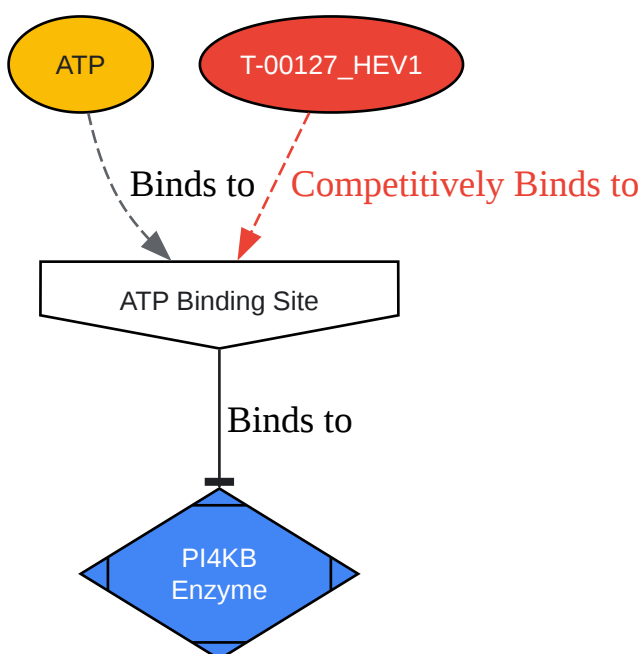 ATP
T-00127_HEV1
Binds to
Competitively Binds to
ATP Binding Site
Binds to
PI4KB
Enzyme